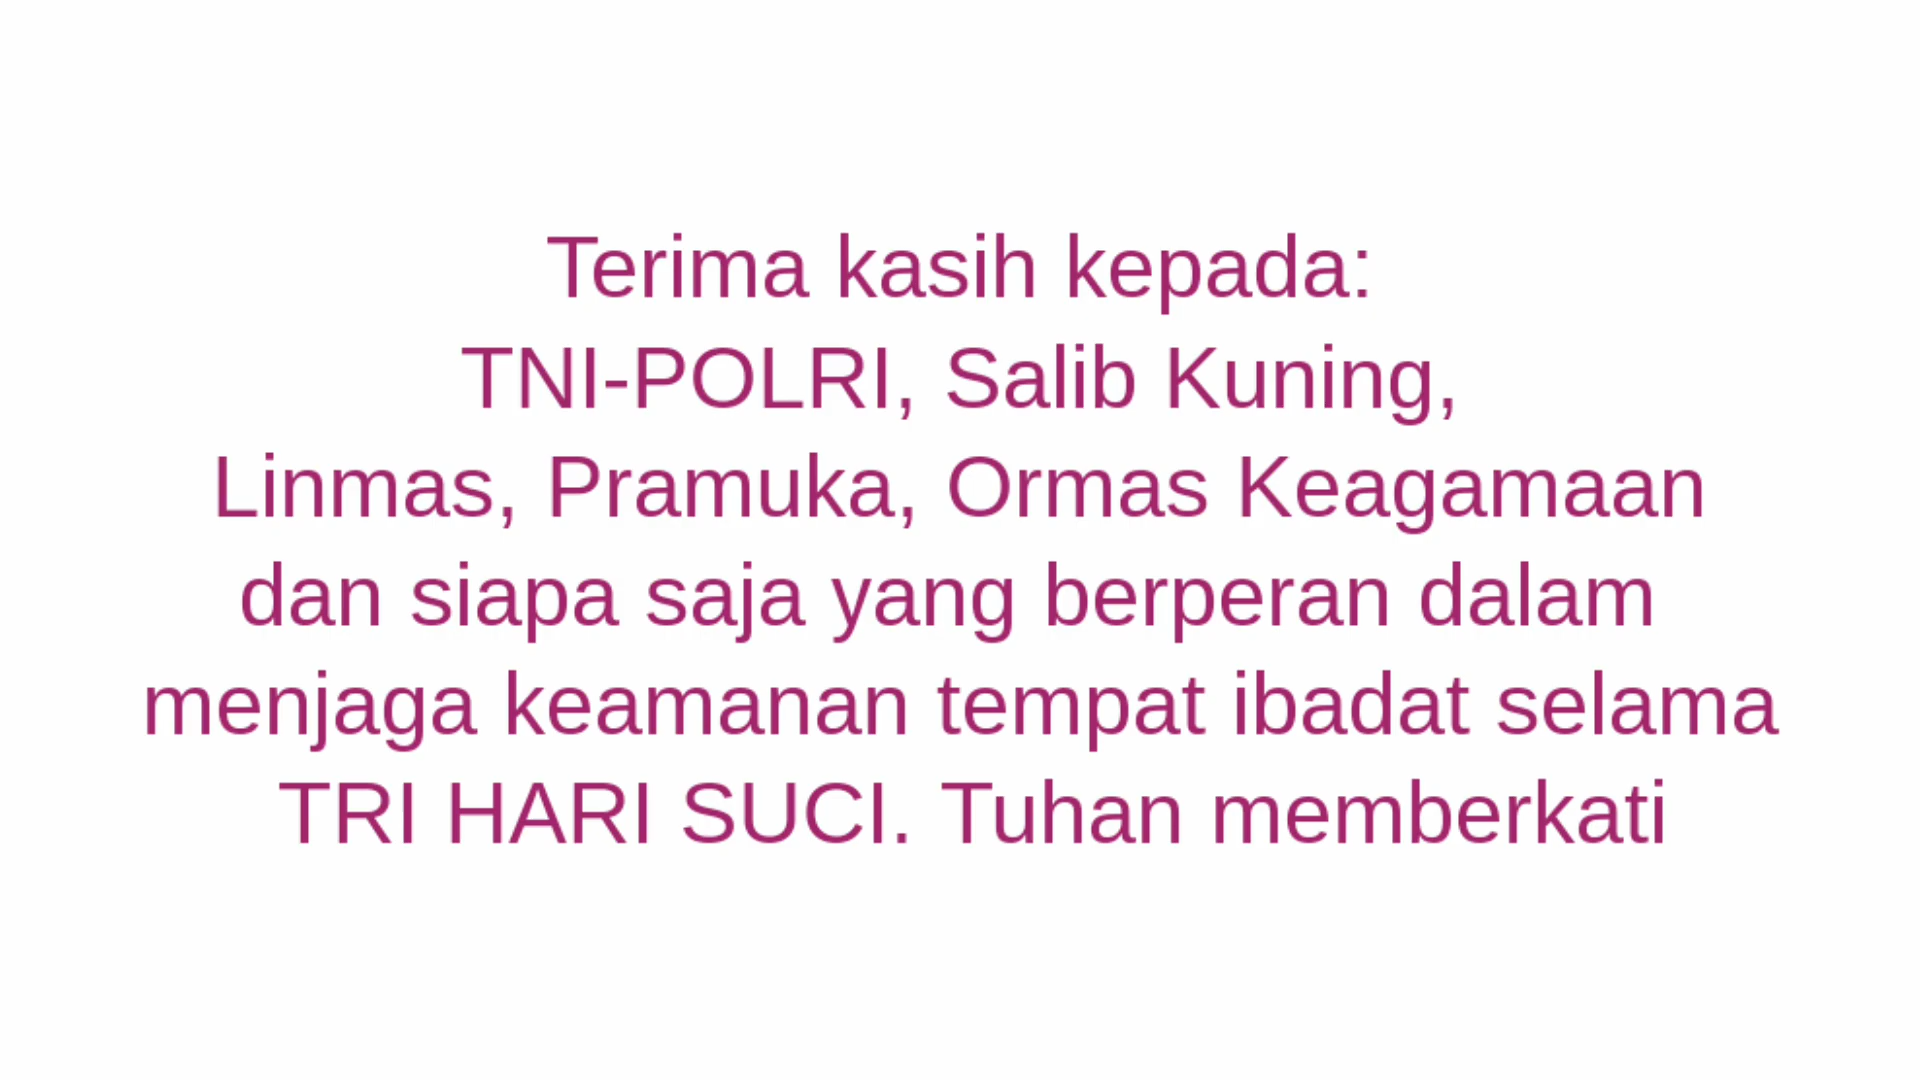 Terima kasih kepada:
TNI-POLRI, Salib Kuning,
Linmas, Pramuka, Ormas Keagamaan
dan siapa saja yang berperan dalam
menjaga keamanan tempat ibadat selama
TRI HARI SUCI. Tuhan memberkati